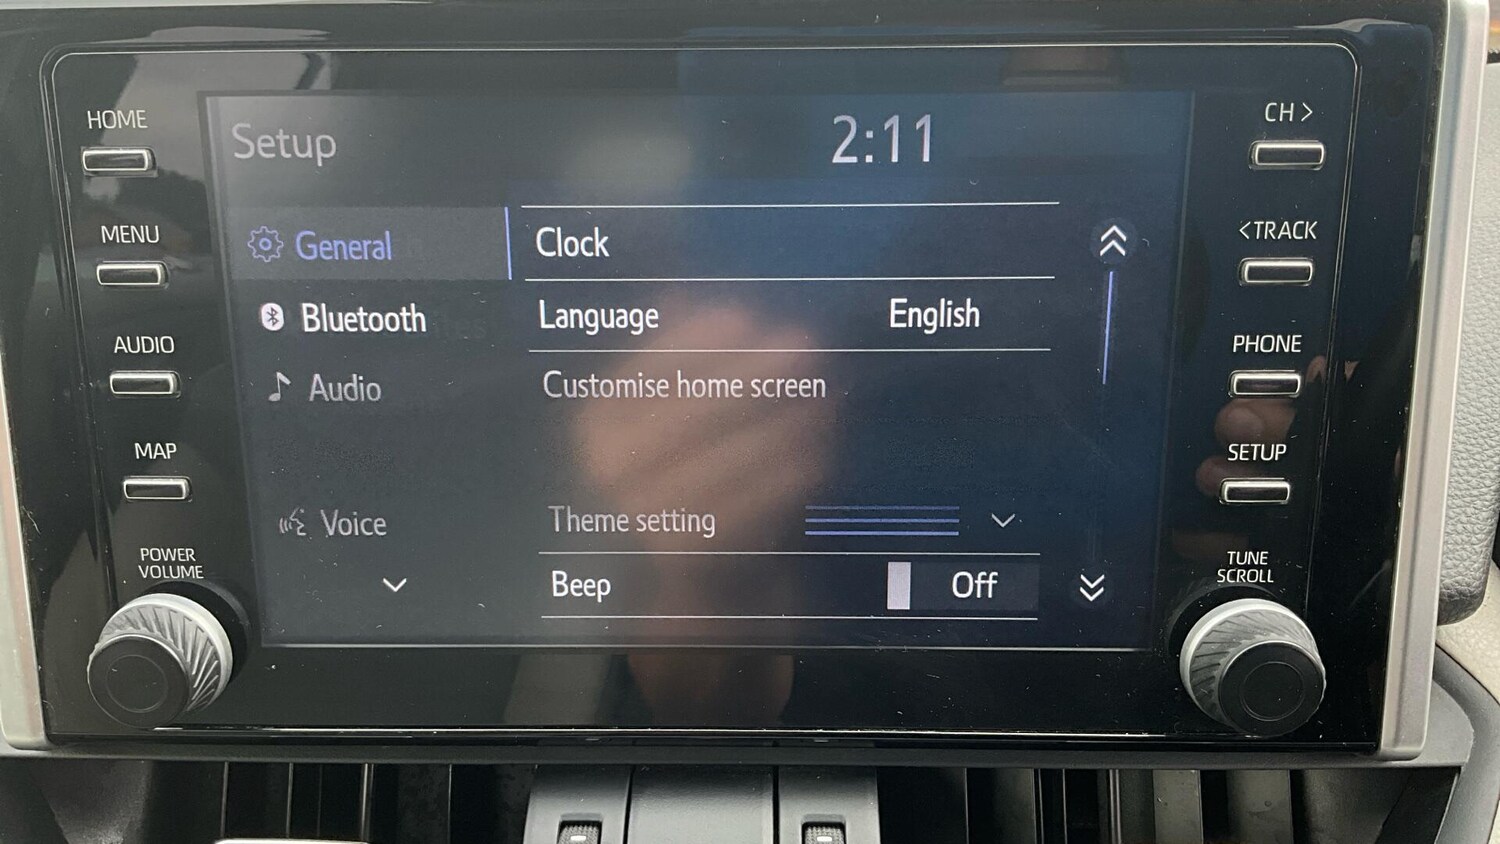 HOME
MENU
AUDIO
MAP
POWER
VOLUME
Setup
2:11
General
Bluetooth
Audio
Voice
Clock
Language English
Customise home screen
Theme setting
Beep Off
CH >
<TRACK
PHONE
SETUP
TUNE
SCROLL